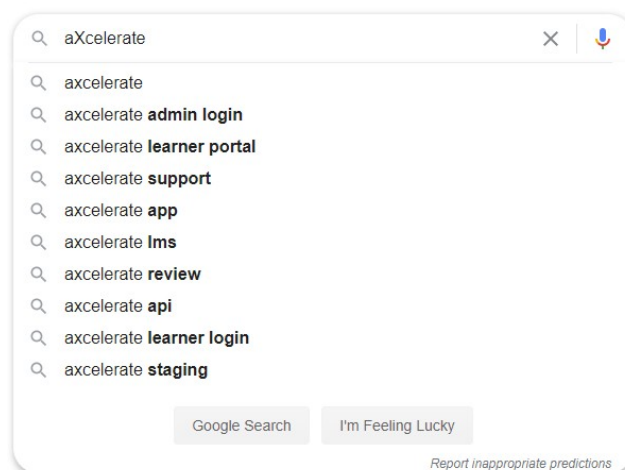 aXcelerate
axcelerate
axcelerate admin login
axcelerate learner portal
axcelerate support
axcelerate app
axcelerate lms
axcelerate review
axcelerate api
axcelerate learner login
axcelerate staging
Google Search I'm Feeling Lucky
Report inappropriate predictions